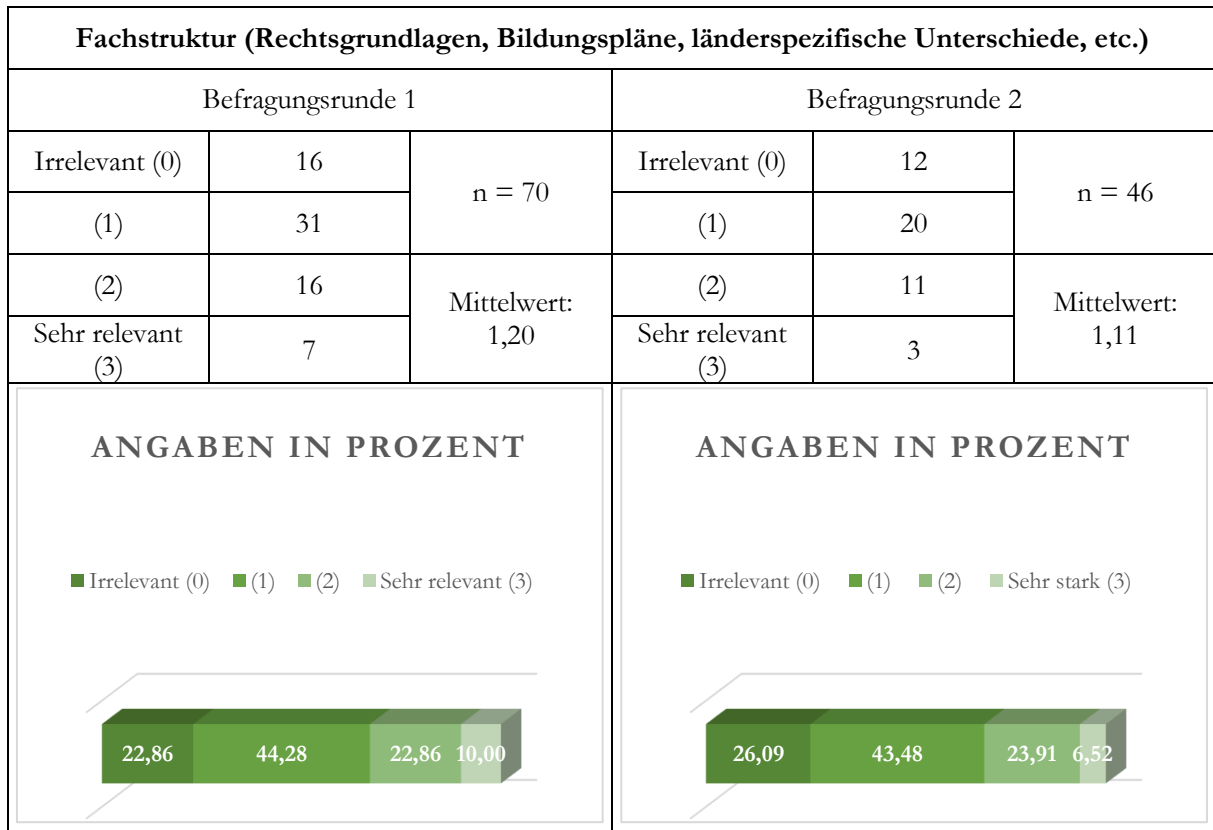 Fachstruktur (Rechtsgrundlagen, Bildungspläne, länderspezifische Unterschiede, etc.)
Befragungsrunde 1
Irrelevant (0)
16
n = 70
(1)
31
(2)
16
Mittelwert:
1,20
Sehr relevant
(3)
7
ANGABEN IN PROZENT
Irrelevant (0) (1) (2) Sehr relevant (3)
22,86 44,28 22,86 10,00
Befragungsrunde 2
Irrelevant (0)
12
n = 46
(1)
20
(2)
11
Mittelwert:
1,11
Sehr relevant
(3)
3
ANGABEN IN PROZENT
Irrelevant (0) (1) (2) Sehr stark (3)
26,09 43,48 23,91 6,52